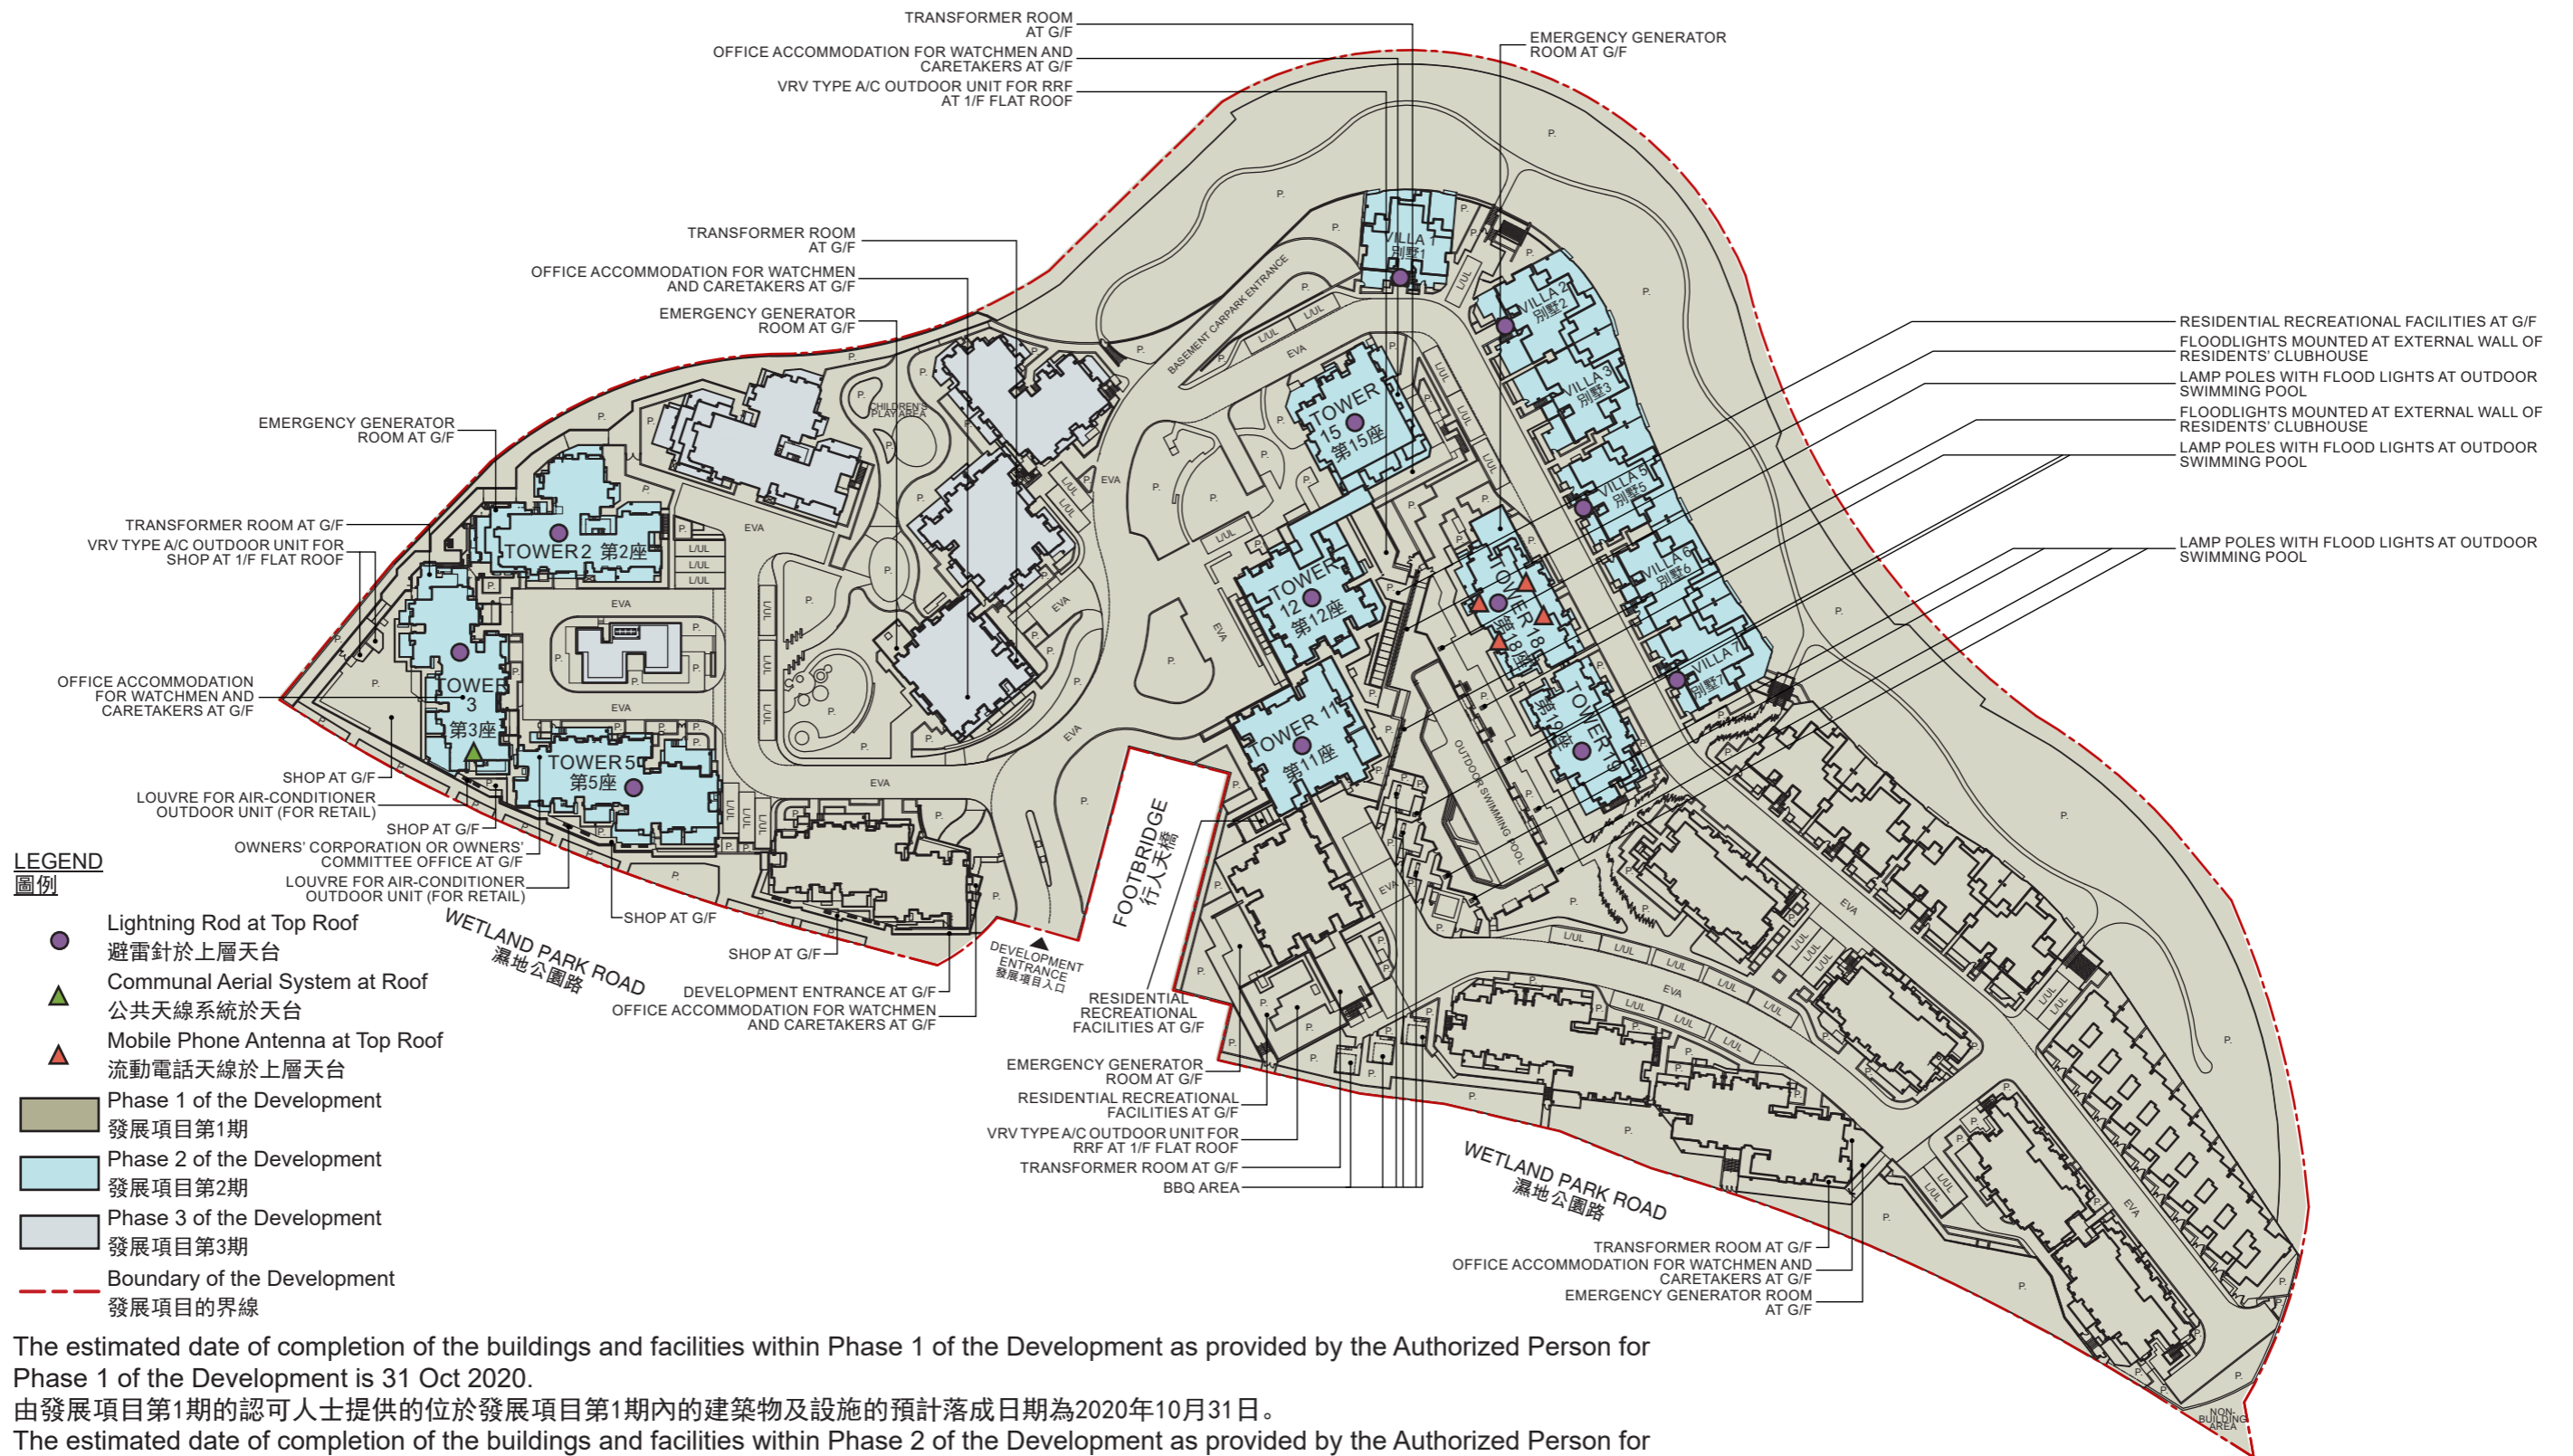 TRANSFORMER ROOM
AT G/F
OFFICE ACCOMMODATION FOR WATCHMEN AND
CARETAKERS AT G/F
VRV TYPE A/C OUTDOOR UNIT FOR RRF
AT 1/F FLAT ROOF
EMERGENCY GENERATOR
ROOM AT G/F
TRANSFORMER ROOM
AT G/F
OFFICE ACCOMMODATION FOR WATCHMEN
AND CARETAKERS AT G/F
EMERGENCY GENERATOR
ROOM AT G/F
EMERGENCY GENERATOR
ROOM AT G/F
TRANSFORMER ROOM AT G/F
VRV TYPE A/C OUTDOOR UNIT FOR
SHOP AT 1/F FLAT ROOF
OFFICE ACCOMMODATION
FOR WATCHMEN AND
CARETAKERS AT G/F
SHOP AT G/F
LOUVRE FOR AIR-CONDITIONER
OUTDOOR UNIT (FOR RETAIL)
SHOP AT G/F
OWNERS' CORPORATION OR OWNERS'
COMMITTEE OFFICE AT G/F
LOUVRE FOR AIR-CONDITIONER
OUTDOOR UNIT (FOR RETAIL)
SHOP AT G/F
SHOP AT G/F
DEVELOPMENT ENTRANCE AT G/F
OFFICE ACCOMMODATION FOR WATCHMEN
AND CARETAKERS AT G/F
RESIDENTIAL RECREATIONAL FACILITIES AT G/F
FLOODLIGHTS MOUNTED AT EXTERNAL WALL OF
RESIDENTS' CLUBHOUSE
LAMP POLES WITH FLOOD LIGHTS AT OUTDOOR
SWIMMING POOL
FLOODLIGHTS MOUNTED AT EXTERNAL WALL OF
RESIDENTS' CLUBHOUSE
LAMP POLES WITH FLOOD LIGHTS AT OUTDOOR
SWIMMING POOL
LAMP POLES WITH FLOOD LIGHTS AT OUTDOOR
SWIMMING POOL
VILLA 1
別墅1
VILLA 2
別墅2
VILLA 3
別墅3
VILLA 5
別墅5
VILLA 6
別墅6
VILLA 7
別墅7
BASEMENT CARPARK ENTRANCE
CHILDREN'S
PLAY AREA
TOWER
15
第15座
TOWER
12
第12座
TOWER 11
第11座
TOWER 18
第18座
TOWER 19
第19座
TOWER 2 第2座
TOWER
3
第3座
TOWER 5
第5座
EVA
EVA
EVA
EVA
EVA
EVA
EVA
EVA
EVA
EVA
EVA
EVA
EVA
L/UL
L/UL
L/UL
OUTDOOR SWIMMING POOL
FOOTBRIDGE
行人天橋
DEVELOPMENT
ENTRANCE
發展項目入口
WETLAND PARK ROAD
濕地公園路
RESIDENTIAL
RECREATIONAL
FACILITIES AT G/F
EMERGENCY GENERATOR
ROOM AT G/F
RESIDENTIAL RECREATIONAL
FACILITIES AT G/F
VRV TYPE A/C OUTDOOR UNIT FOR
RRF AT 1/F FLAT ROOF
TRANSFORMER ROOM AT G/F
BBQ AREA
WETLAND PARK ROAD
濕地公園路
TRANSFORMER ROOM AT G/F
OFFICE ACCOMMODATION FOR WATCHMEN AND
CARETAKERS AT G/F
EMERGENCY GENERATOR ROOM
AT G/F
NON-
BUILDING
AREA
LEGEND
圖例
Lightning Rod at Top Roof
避雷針於上層天台
Communal Aerial System at Roof
公共天線系統於天台
Mobile Phone Antenna at Top Roof
流動電話天線於上層天台
Phase 1 of the Development
發展項目第1期
Phase 2 of the Development
發展項目第2期
Phase 3 of the Development
發展項目第3期
Boundary of the Development
發展項目的界線
The estimated date of completion of the buildings and facilities within Phase 1 of the Development as provided by the Authorized Person for
Phase 1 of the Development is 31 Oct 2020.
由發展項目第1期的認可人士提供的位於發展項目第1期內的建築物及設施的預計落成日期為2020年10月31日。
The estimated date of completion of the buildings and facilities within Phase 2 of the Development as provided by the Authorized Person for